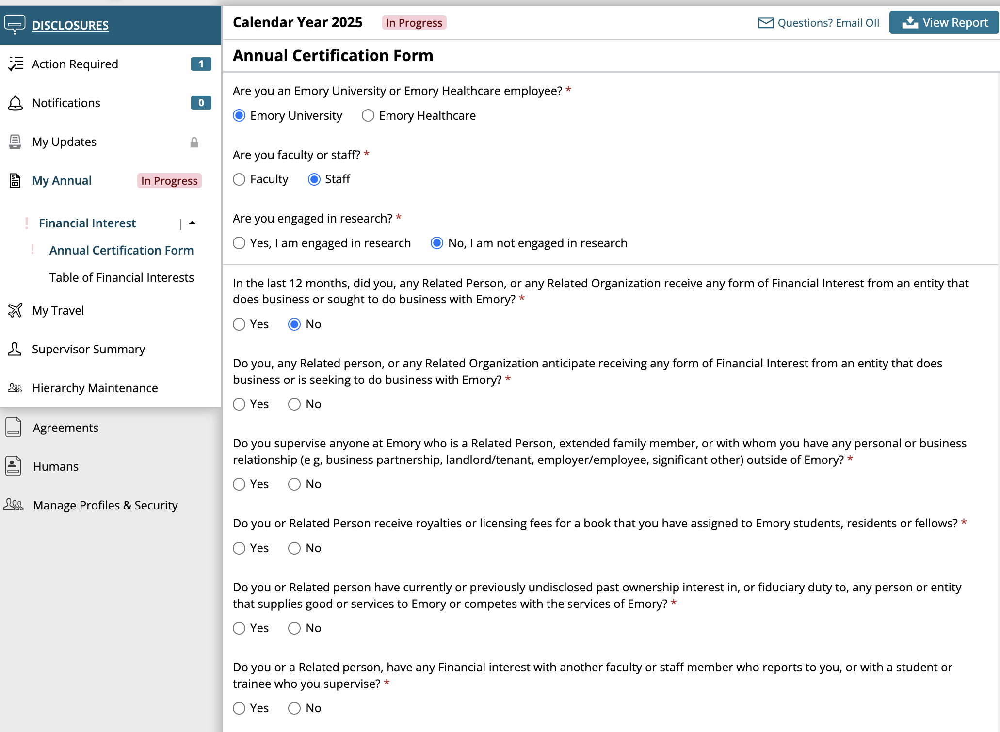 DISCLOSURES
Action Required 1
Notifications 0
My Updates
My Annual In Progress
Financial Interest
Annual Certification Form
Table of Financial Interests
My Travel
Supervisor Summary
Hierarchy Maintenance
Agreements
Humans
Manage Profiles & Security
Calendar Year 2025 In Progress Questions? Email OII View Report
Annual Certification Form
Are you an Emory University or Emory Healthcare employee? *
Emory University Emory Healthcare
Are you faculty or staff? *
Faculty Staff
Are you engaged in research? *
Yes, I am engaged in research No, I am not engaged in research
In the last 12 months, did you, any Related Person, or any Related Organization receive any form of Financial Interest from an entity that
does business or sought to do business with Emory? *
Yes No
Do you, any Related person, or any Related Organization anticipate receiving any form of Financial Interest from an entity that does
business or is seeking to do business with Emory? *
Yes No
Do you supervise anyone at Emory who is a Related Person, extended family member, or with whom you have any personal or business
relationship (e g, business partnership, landlord/tenant, employer/employee, significant other) outside of Emory? *
Yes No
Do you or Related Person receive royalties or licensing fees for a book that you have assigned to Emory students, residents or fellows? *
Yes No
Do you or Related person have currently or previously undisclosed past ownership interest in, or fiduciary duty to, any person or entity
that supplies good or services to Emory or competes with the services of Emory? *
Yes No
Do you or a Related person, have any Financial interest with another faculty or staff member who reports to you, or with a student or
trainee who you supervise? *
Yes No